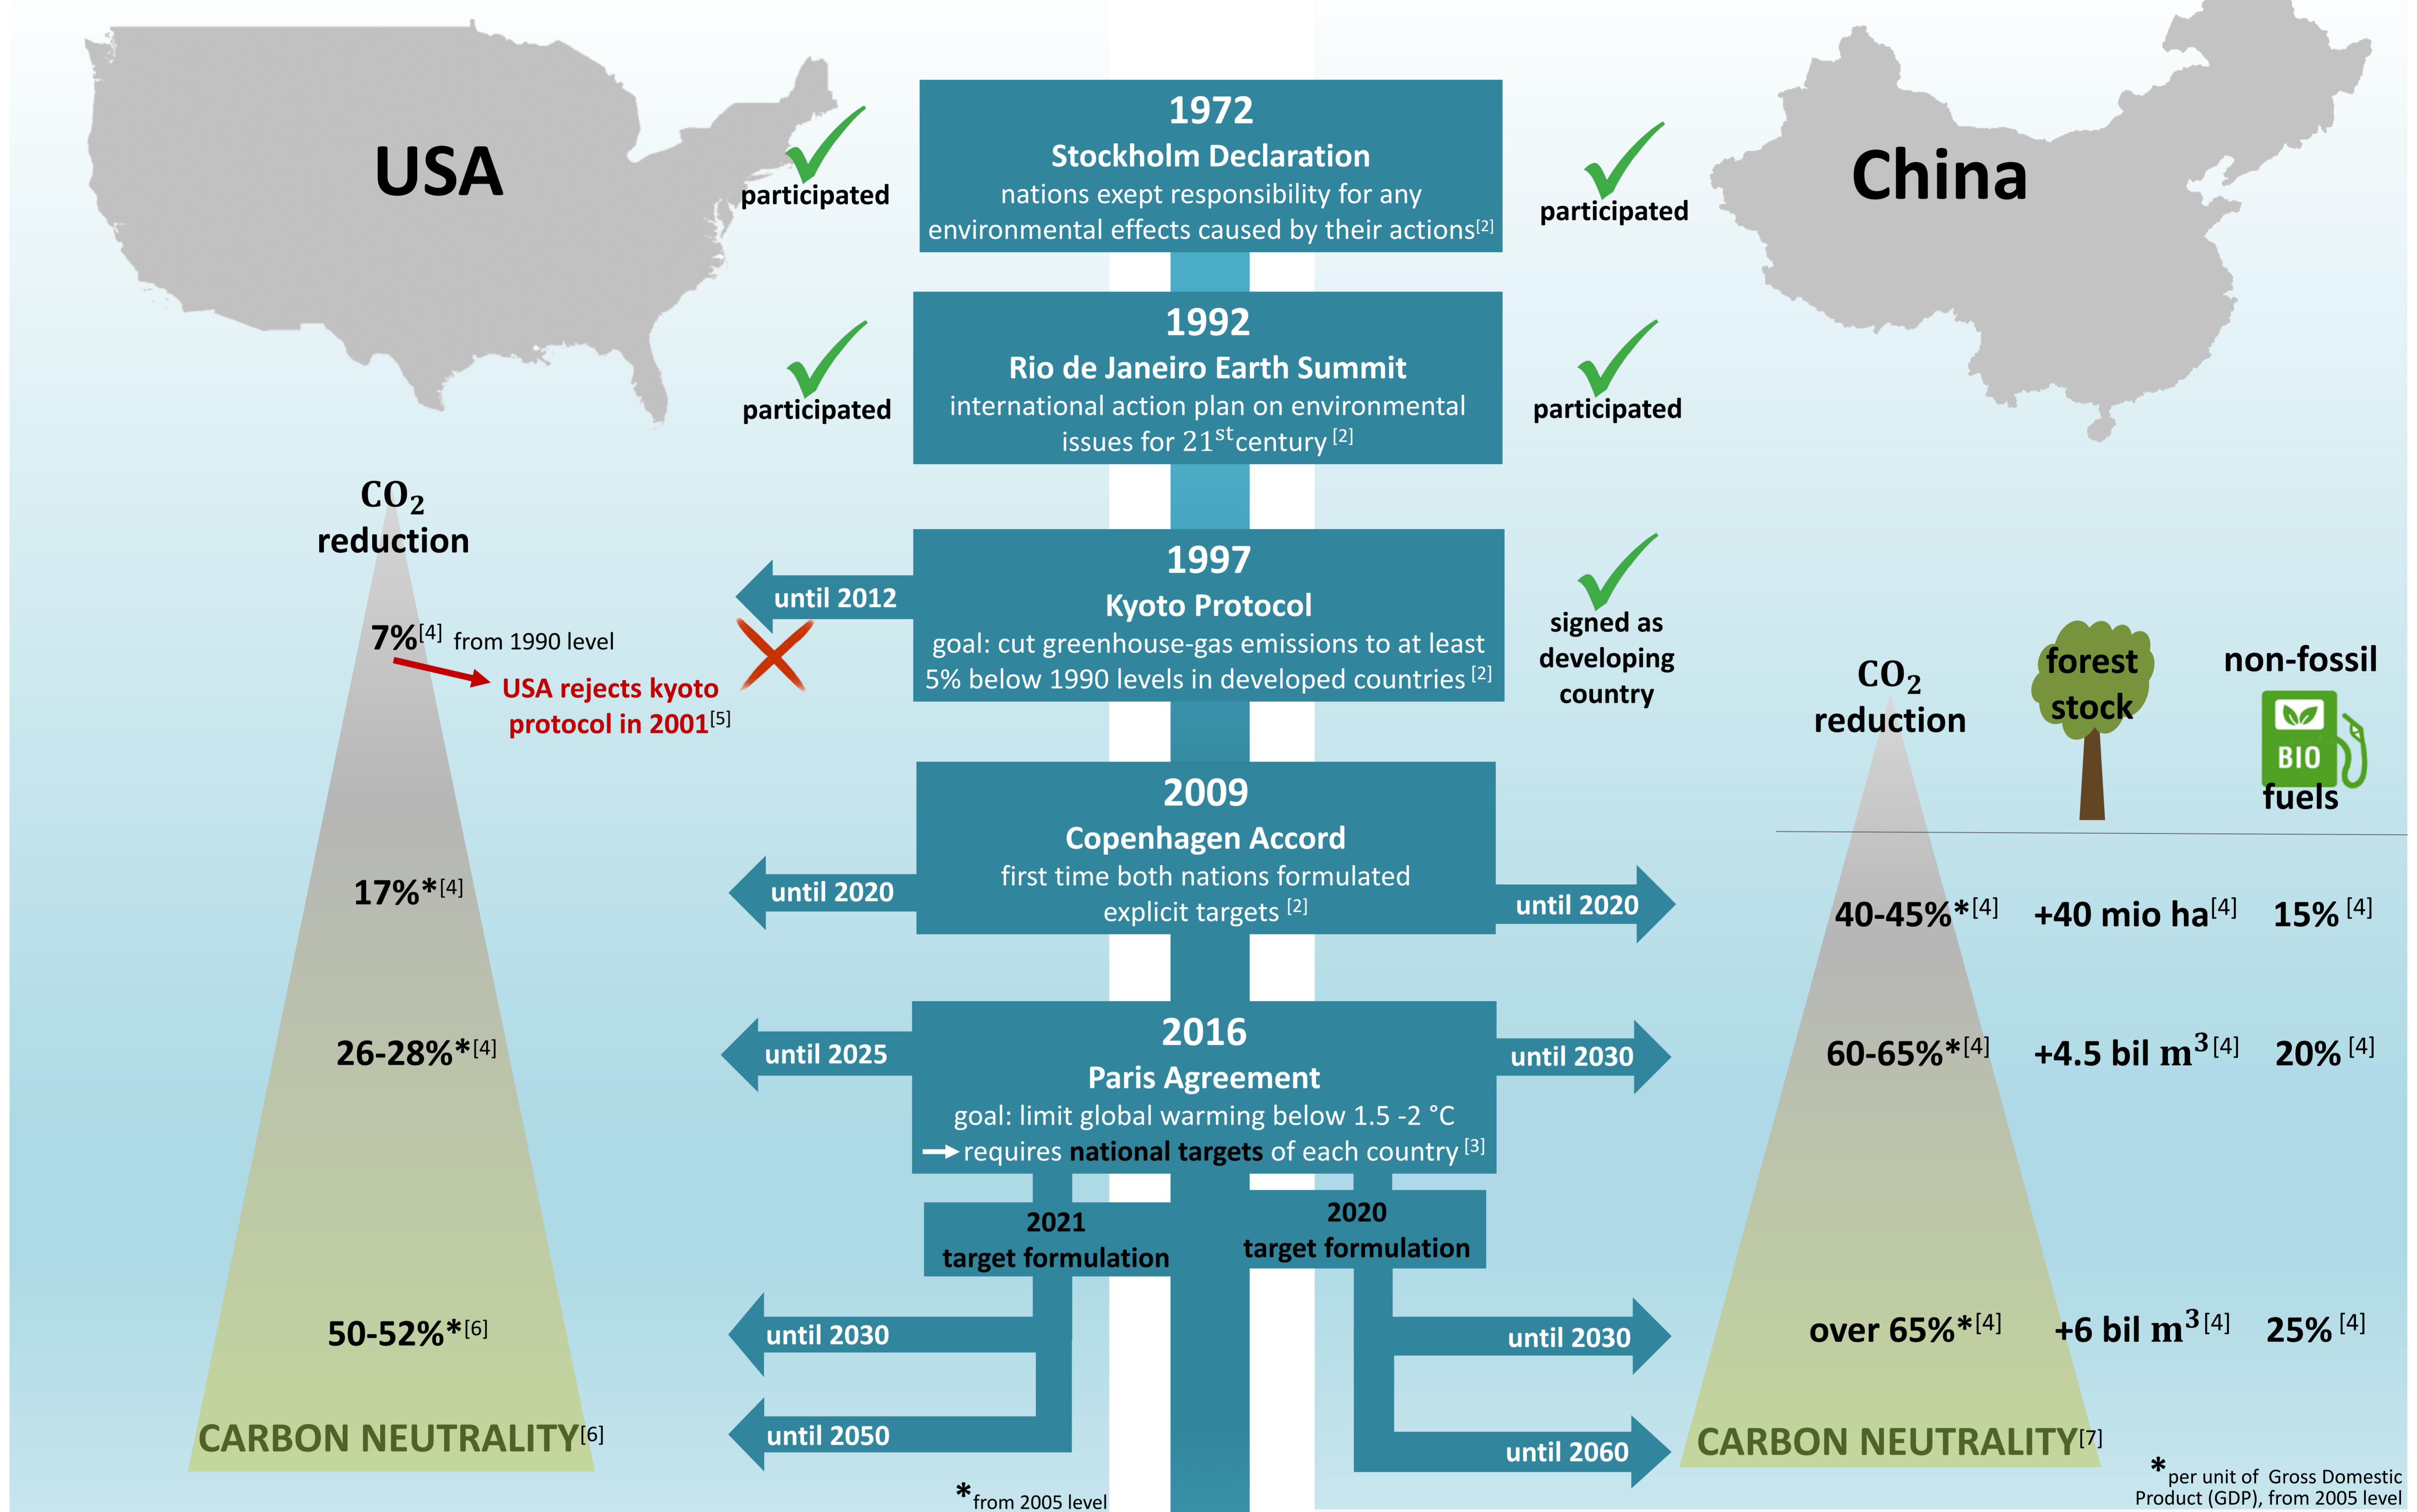 USA
China
1972
Stockholm Declaration
nations exept responsibility for any
environmental effects caused by their actions[2]
participated
participated
1992
Rio de Janeiro Earth Summit
international action plan on environmental
issues for 21st century [2]
participated
participated
CO2
reduction
7%[4] from 1990 level
USA rejects kyoto
protocol in 2001[5]
until 2012
1997
Kyoto Protocol
goal: cut greenhouse-gas emissions to at least
5% below 1990 levels in developed countries [2]
signed as
developing
country
CO2
reduction
forest
stock
non-fossil
BIO
fuels
17%*[4]
until 2020
2009
Copenhagen Accord
first time both nations formulated
explicit targets [2]
until 2020
40-45%*[4]
+40 mio ha[4]
15% [4]
26-28%*[4]
until 2025
2016
Paris Agreement
goal: limit global warming below 1.5 -2 °C
→ requires national targets of each country [3]
until 2030
60-65%*[4]
+4.5 bil m3[4]
20% [4]
2021
target formulation
2020
target formulation
50-52%*[6]
until 2030
until 2030
over 65%*[4]
+6 bil m3[4]
25% [4]
CARBON NEUTRALITY[6]
until 2050
until 2060
CARBON NEUTRALITY[7]
*from 2005 level
*per unit of Gross Domestic
Product (GDP), from 2005 level